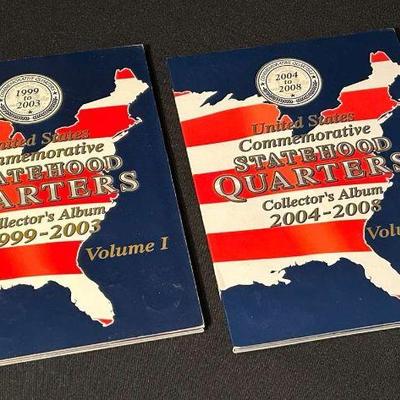 1999
to
2003
United States
Commemorative
STATEHOOD
QUARTERS
Collector's Album
1999-2003
Volume I
2004
to
2008
United States
Commemorative
STATEHOOD
QUARTERS
Collector's Album
2004-2008
Volu